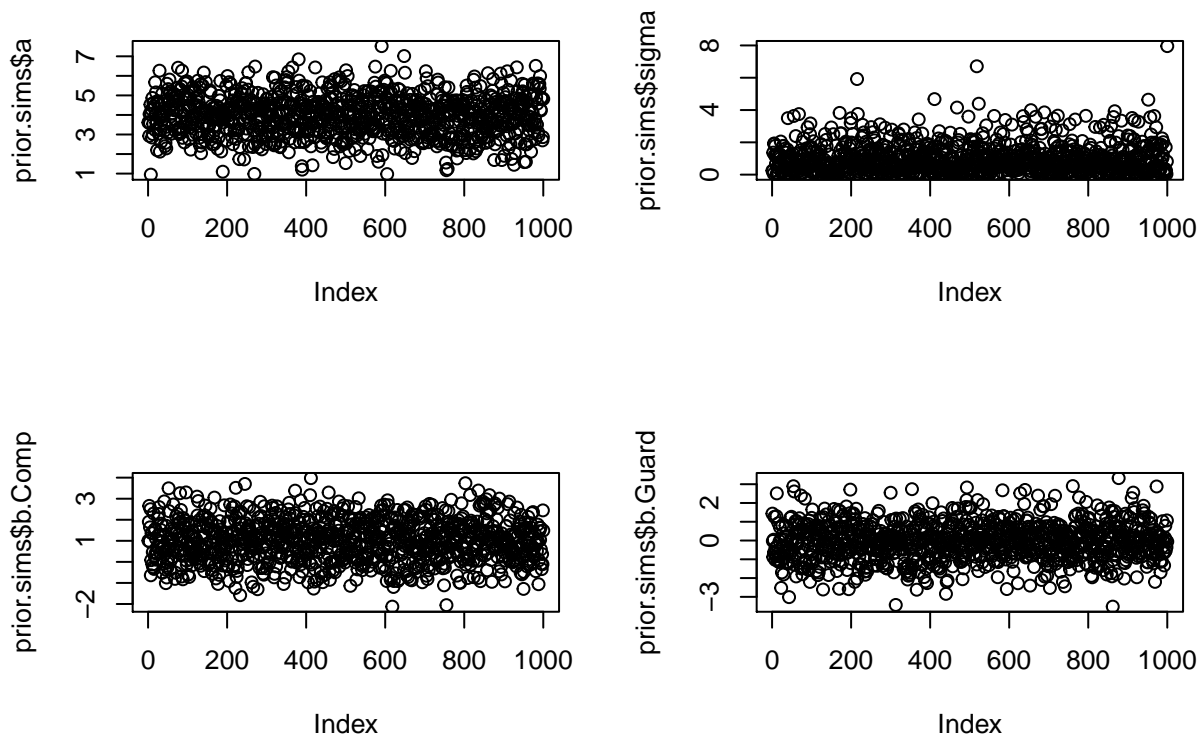 prior.sims$a
7
5
3
1
0 200 400 600 800 1000
Index
prior.sims$sigma
8
4
0
0 200 400 600 800 1000
Index
prior.sims$b.Comp
3
1
−2
0 200 400 600 800 1000
Index
prior.sims$b.Guard
2
0
−3
0 200 400 600 800 1000
Index